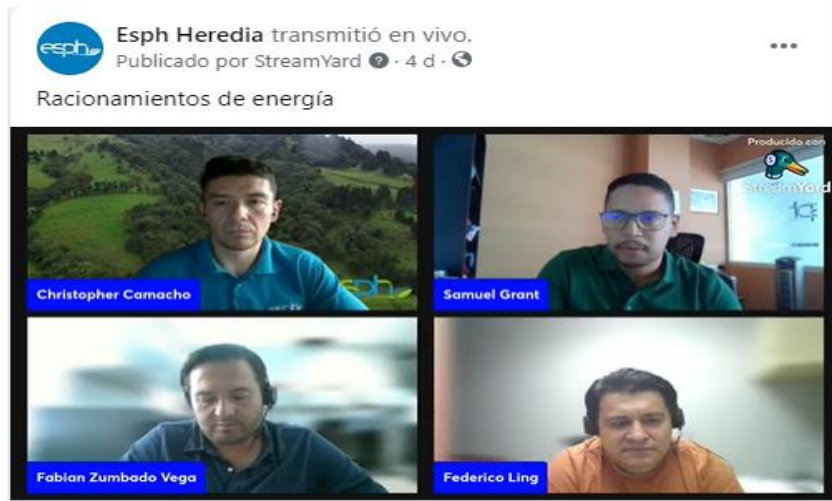 esph
Esph Heredia transmitió en vivo.
Publicado por StreamYard · 4 d ·
Racionamientos de energía
Producido con
StreamYard
esph
Christopher Camacho
Samuel Grant
Fabian Zumbado Vega
Federico Ling